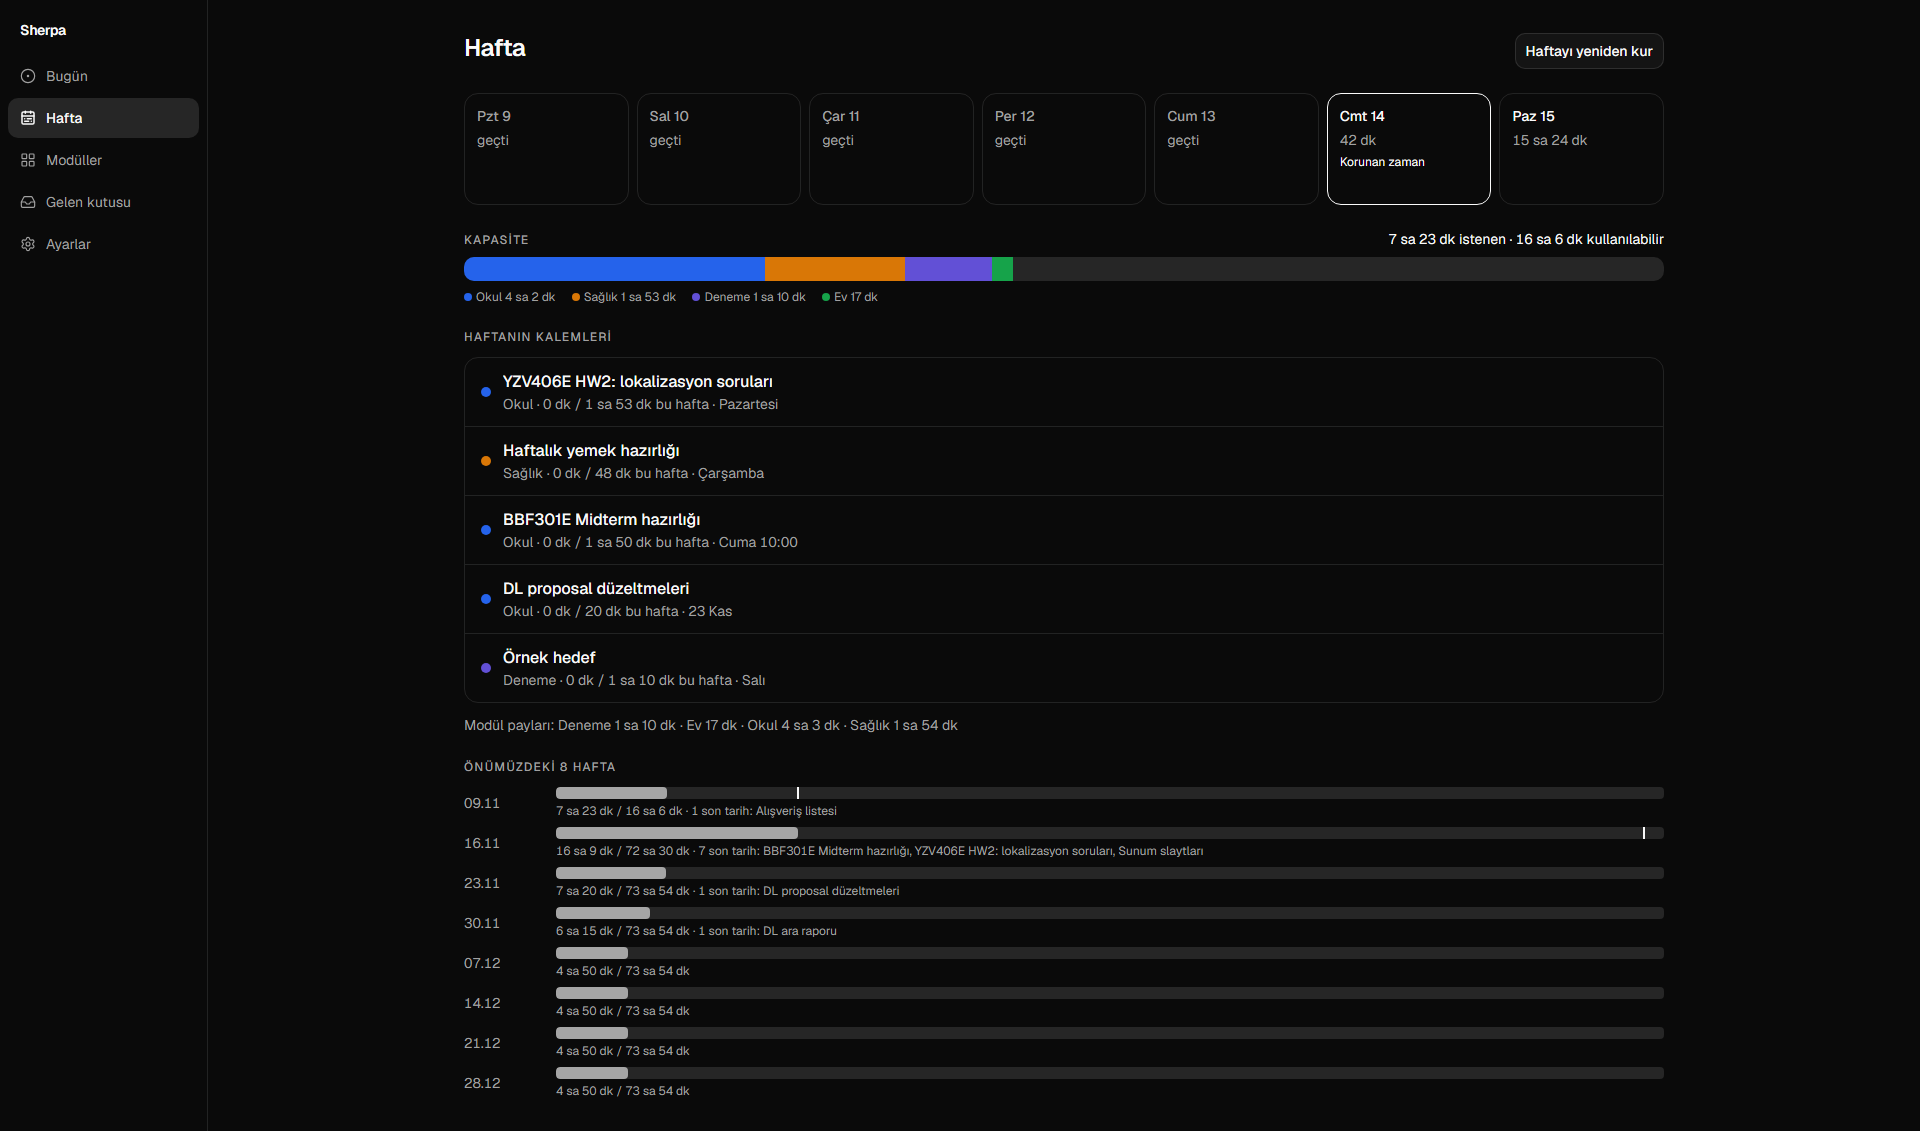 Sherpa
Bugün
Hafta
Modüller
Gelen kutusu
Ayarlar
Hafta
Haftayı yeniden kur
Pzt 9
geçti
Sal 10
geçti
Çar 11
geçti
Per 12
geçti
Cum 13
geçti
Cmt 14
42 dk
Korunan zaman
Paz 15
15 sa 24 dk
KAPASİTE
7 sa 23 dk istenen · 16 sa 6 dk kullanılabilir
Okul 4 sa 2 dk
Sağlık 1 sa 53 dk
Deneme 1 sa 10 dk
Ev 17 dk
HAFTANIN KALEMLERİ
YZV406E HW2: lokalizasyon soruları
Okul · 0 dk / 1 sa 53 dk bu hafta · Pazartesi
Haftalık yemek hazırlığı
Sağlık · 0 dk / 48 dk bu hafta · Çarşamba
BBF301E Midterm hazırlığı
Okul · 0 dk / 1 sa 50 dk bu hafta · Cuma 10:00
DL proposal düzeltmeleri
Okul · 0 dk / 20 dk bu hafta · 23 Kas
Örnek hedef
Deneme · 0 dk / 1 sa 10 dk bu hafta · Salı
Modül payları: Deneme 1 sa 10 dk · Ev 17 dk · Okul 4 sa 3 dk · Sağlık 1 sa 54 dk
ÖNÜMÜZDEKİ 8 HAFTA
09.11
7 sa 23 dk / 16 sa 6 dk · 1 son tarih: Alışveriş listesi
16.11
16 sa 9 dk / 72 sa 30 dk · 7 son tarih: BBF301E Midterm hazırlığı, YZV406E HW2: lokalizasyon soruları, Sunum slaytları
23.11
7 sa 20 dk / 73 sa 54 dk · 1 son tarih: DL proposal düzeltmeleri
30.11
6 sa 15 dk / 73 sa 54 dk · 1 son tarih: DL ara raporu
07.12
4 sa 50 dk / 73 sa 54 dk
14.12
4 sa 50 dk / 73 sa 54 dk
21.12
4 sa 50 dk / 73 sa 54 dk
28.12
4 sa 50 dk / 73 sa 54 dk